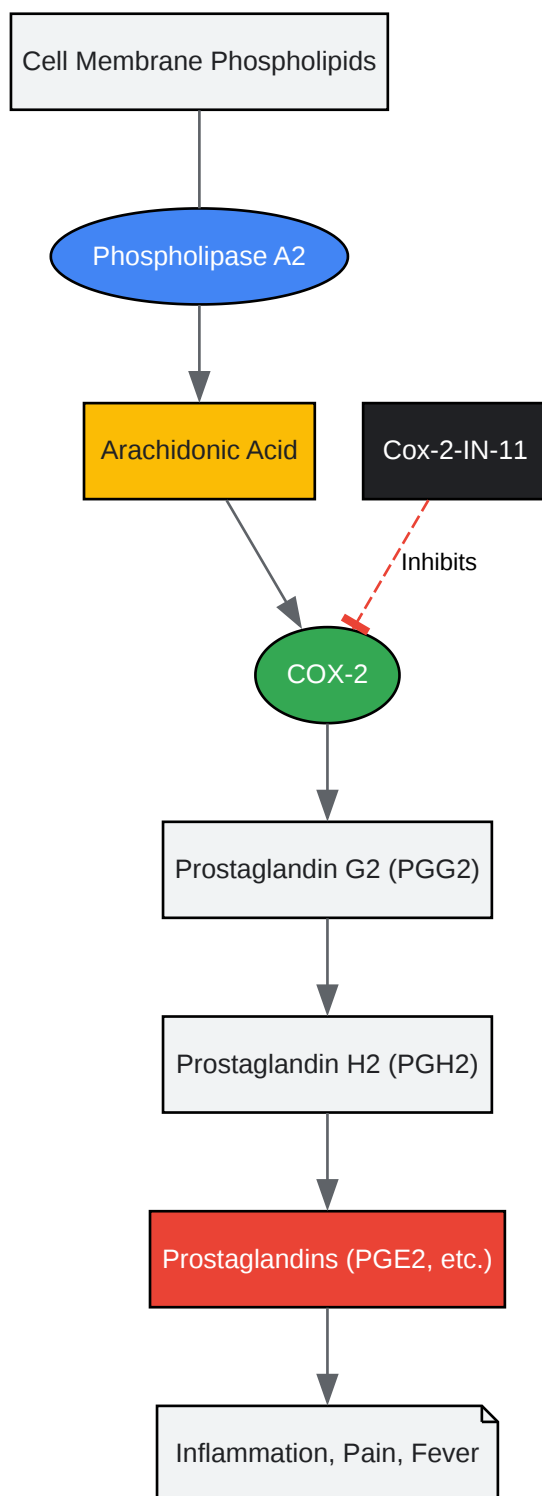 Cell Membrane Phospholipids
Phospholipase A2
Arachidonic Acid
Cox-2-IN-11
Inhibits
COX-2
Prostaglandin G2 (PGG2)
Prostaglandin H2 (PGH2)
Prostaglandins (PGE2, etc.)
Inflammation, Pain, Fever